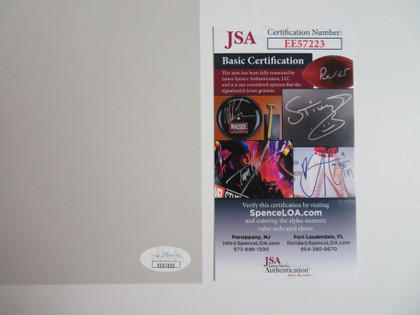 JSA
Certification Number:
EE57223
Basic Certification
This item has been fully examined by
James Spence Authentication, LLC
and it is our considered opinion that the
signature(s) is/are genuine.
Verify this certification by visiting
SpenceLOA.com
and entering the alpha-numeric
value indicated above.
Parsippany, NJ
info@SpenceLOA.com
973-898-1300
Fort Lauderdale, FL
florida@SpenceLOA.com
954-380-8670
JSA
James Spence
Authentication
JSA
EE57223